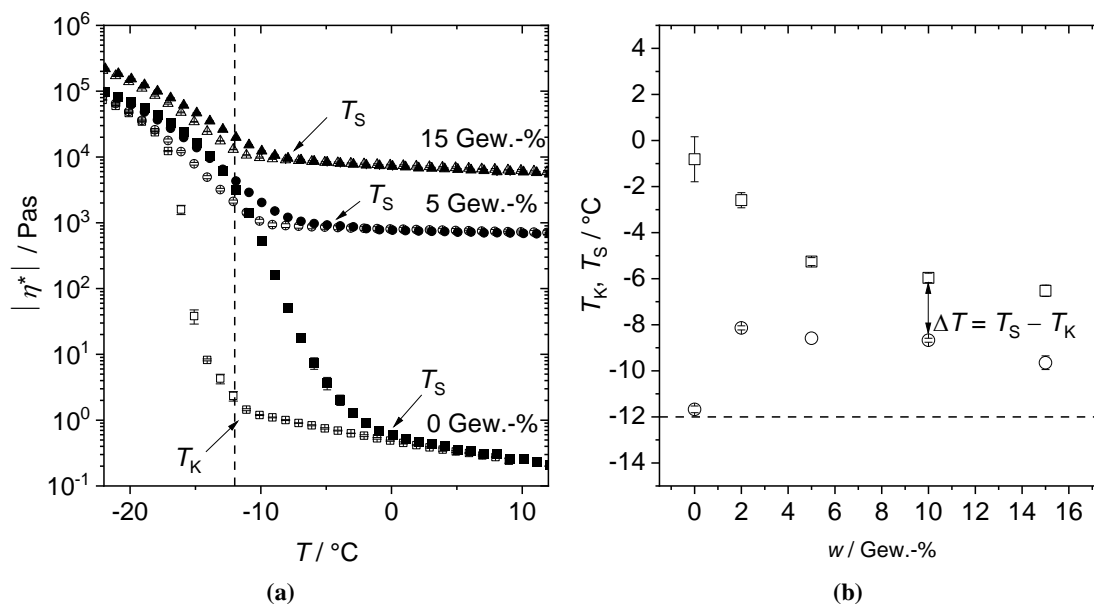 10^6
10^5
10^4
10^3
10^2
10^1
10^0
10^-1
|η*| / Pas
-20 -10 0 10
T / °C
T_S
15 Gew.-%
T_S
5 Gew.-%
T_S
0 Gew.-%
T_K
(a)
4
2
0
-2
-4
-6
-8
-10
-12
-14
T_K, T_S / °C
ΔT = T_S − T_K
0 2 4 6 8 10 12 14 16
w / Gew.-%
(b)